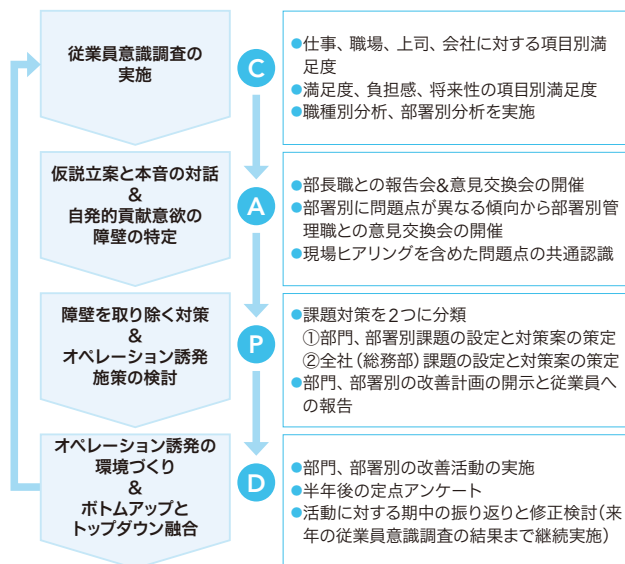 従業員意識調査の
実施
C
●仕事、職場、上司、会社に対する項目別満
足度
●満足度、負担感、将来性の項目別満足度
●職種別分析、部署別分析を実施
仮説立案と本音の対話
&
自発的貢献意欲の
障壁の特定
A
●部長職との報告会&意見交換会の開催
●部署別に問題点が異なる傾向から部署別管
理職との意見交換会の開催
●現場ヒアリングを含めた問題点の共通認識
障壁を取り除く対策
&
オペレーション誘発
施策の検討
P
●課題対策を2つに分類
①部門、部署別課題の設定と対策案の策定
②全社（総務部）課題の設定と対策案の策定
●部門、部署別の改善計画の開示と従業員へ
の報告
オペレーション誘発の
環境づくり
&
ボトムアップと
トップダウン融合
D
●部門、部署別の改善活動の実施
●半年後の定点アンケート
●活動に対する期中の振り返りと修正検討（来
年の従業員意識調査の結果まで継続実施）